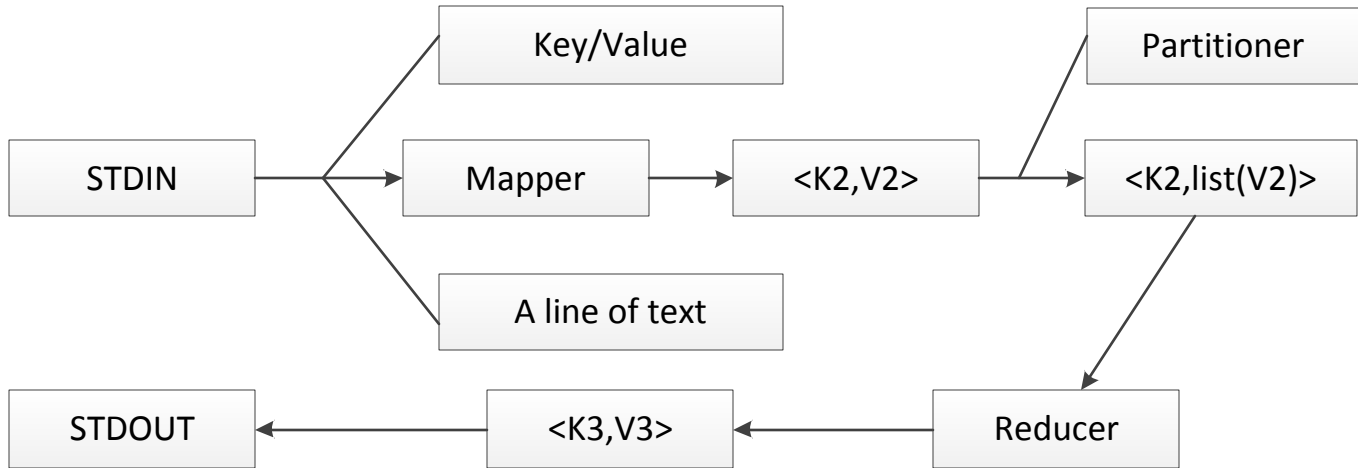 Key/Value
Partitioner
STDIN
Mapper
<K2,V2>
<K2,list(V2)>
A line of text
STDOUT
<K3,V3>
Reducer